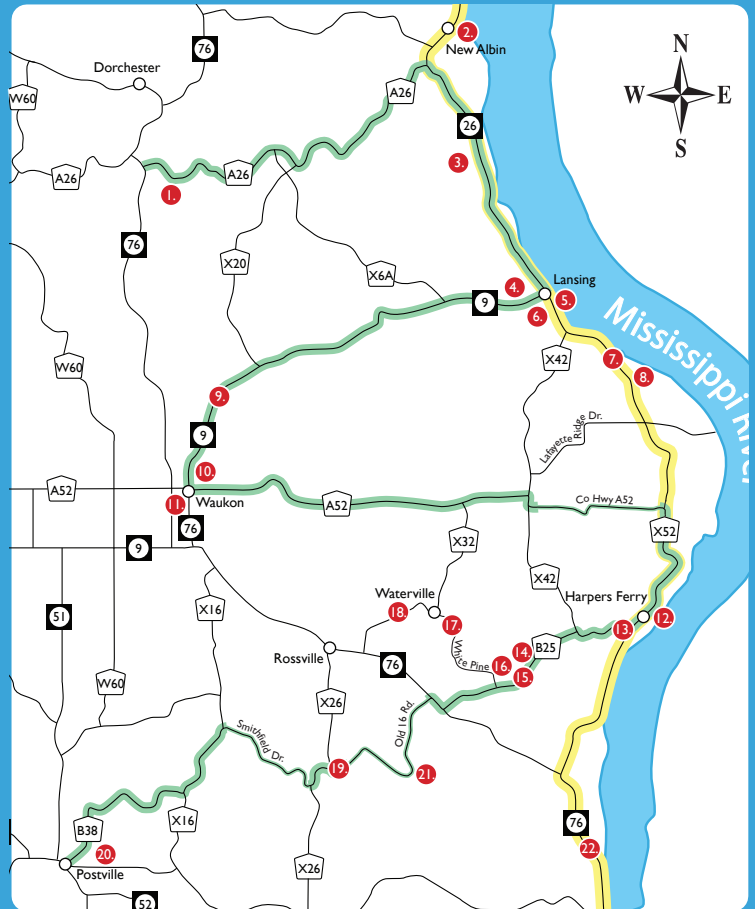 2.
New Albin
76
Dorchester
N
W E
S
W60
A26
26
3.
A26
A26
1.
76
X20
X6A
4.
Lansing
9
5.
6.
Mississippi River
X42
7.
W60
8.
9.
Lafayette Ridge Dr.
9
10.
A52
11.
Waukon
A52
Co Hwy A52
76
X52
X32
9
X42
Harpers Ferry
51
X16
Waterville
18.
12.
17.
13.
White Pine
14.
B25
Rossville
16.
76
15.
W60
X26
Old 16 Rd.
Smithfield Dr.
19.
21.
X16
76
B38
22.
20.
X26
Postville
52